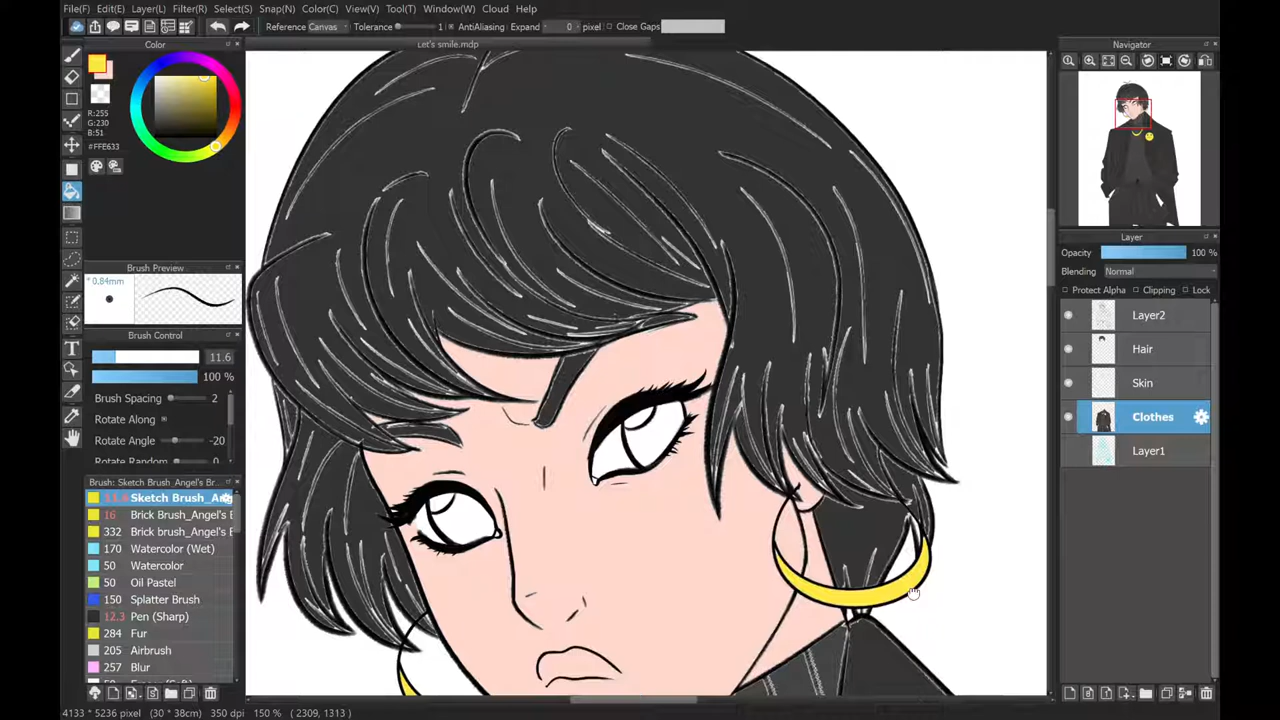 File(F) Edit Layer(L) Filter(R) Select(S) Snap(N) Color(C) View(V) Tool(T) Window(W) Cloud Help
Reference Canvas Tolerance 1 AntiAliasing Expand 0 pixel Close Gaps
Color
Let's smile.mdp
Navigator
R:255
G:230
B:51
#FFE633
Brush Preview
* 0.84mm
Brush Control
11.6
100 %
Brush Spacing 2
Rotate Along
Rotate Angle -20
Rotate Random 0
Brush: Sketch Brush_Angel's Br...
11.6 Sketch Brush_Ang
16 Brick Brush_Angel's E
332 Brick brush_Angel's E
170 Watercolor (Wet)
50 Watercolor
50 Oil Pastel
150 Splatter Brush
12.3 Pen (Sharp)
284 Fur
205 Airbrush
257 Blur
Layer
Opacity 100 %
Blending Normal
Protect Alpha Clipping Lock
Layer2
Hair
Skin
Clothes
Layer1
4133 * 5236 pixel (30 * 38cm) 350 dpi 150 % ( 2309, 1313 )